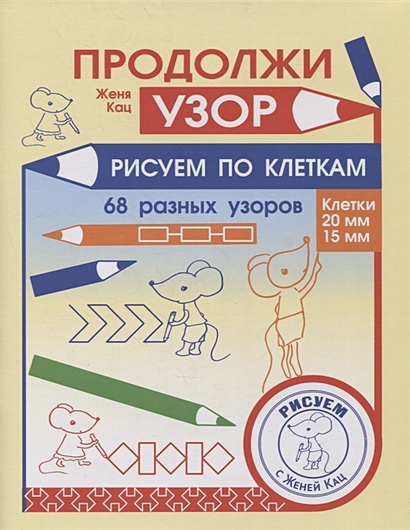 ПРОДОЛЖИ
Женя
Кац
УЗОР
РИСУЕМ ПО КЛЕТКАМ
68 разных узоров
Клетки
20 мм
15 мм
РИСУЕМ
с Женей Кац